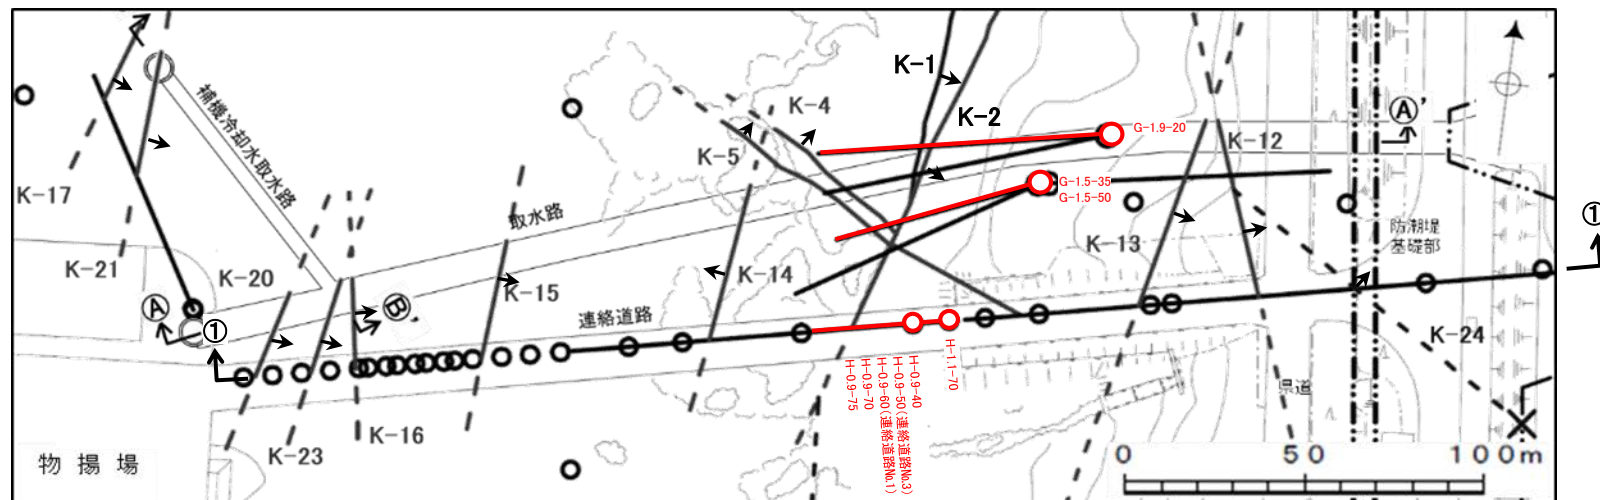 K-1
K-4
K-2
G-1.9-20
Ⓐ'
補機冷却水取水路
K-5
K-12
G-1.5-35
G-1.5-50
K-17
取水路
①
K-13
防潮堤
基礎部
K-21
K-20
K-14
K-15
Ⓐ
①
Ⓑ'
連絡道路
K-24
H-0.9-75
H-0.9-70
H-0.9-60(連絡道路№1)
H-0.9-50(連絡道路№3)
H-0.9-40
H-1.1-70
県道
K-16
K-23
物揚場
0 50 100m